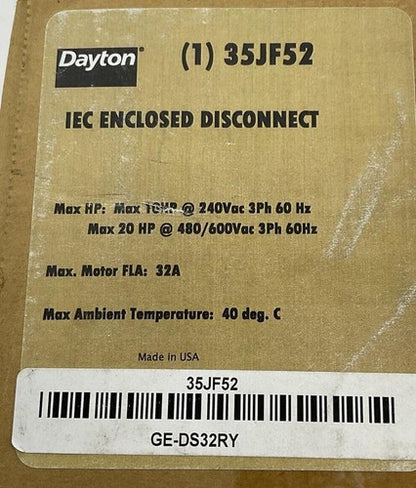 Dayton® (1) 35JF52
IEC ENCLOSED DISCONNECT
Max HP: Max 10HP @ 240Vac 3Ph 60 Hz
Max 20 HP @ 480/600Vac 3Ph 60Hz
Max. Motor FLA: 32A
Max Ambient Temperature: 40 deg. C
Made In USA
35JF52
GE-DS32RY